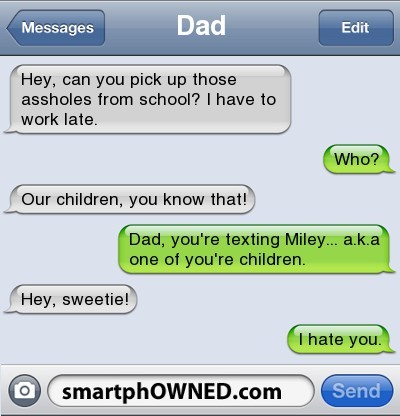 Messages
Dad
Edit
Hey, can you pick up those
assholes from school? I have to
work late.
Who?
Our children, you know that!
Dad, you're texting Miley... a.k.a
one of you're children.
Hey, sweetie!
I hate you.
smartphOWNED.com
Send